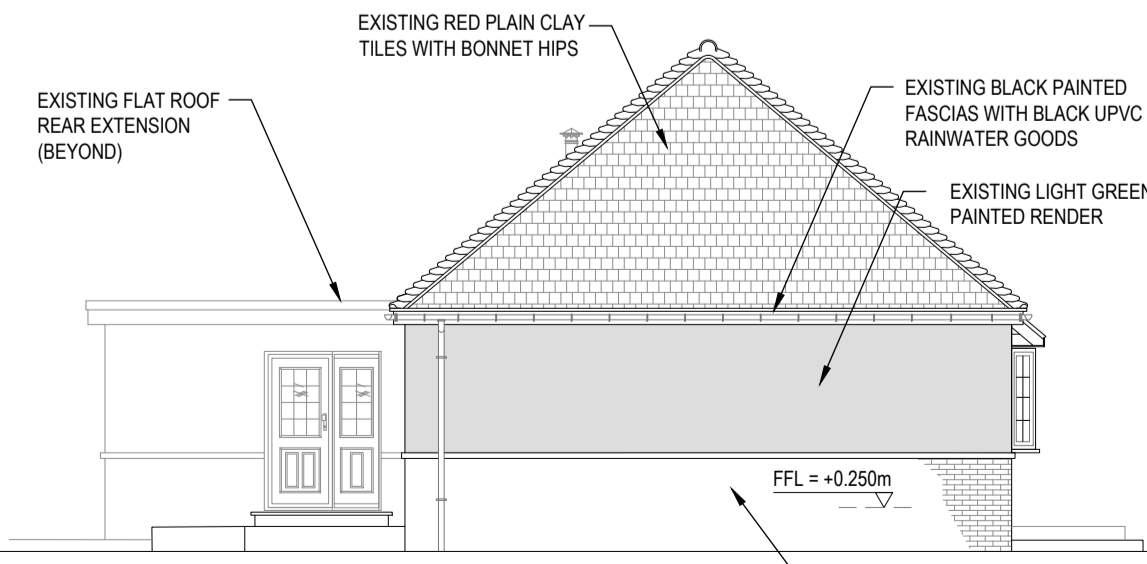 EXISTING RED PLAIN CLAY
TILES WITH BONNET HIPS
EXISTING FLAT ROOF
REAR EXTENSION
(BEYOND)
EXISTING BLACK PAINTED
FASCIAS WITH BLACK UPVC
RAINWATER GOODS
EXISTING LIGHT GREEN
PAINTED RENDER
FFL = +0.250m